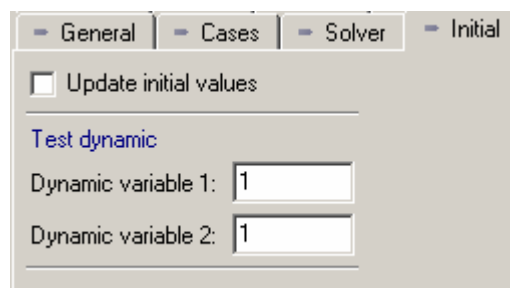 General Cases Solver Initial
Update initial values
Test dynamic
Dynamic variable 1: 1
Dynamic variable 2: 1